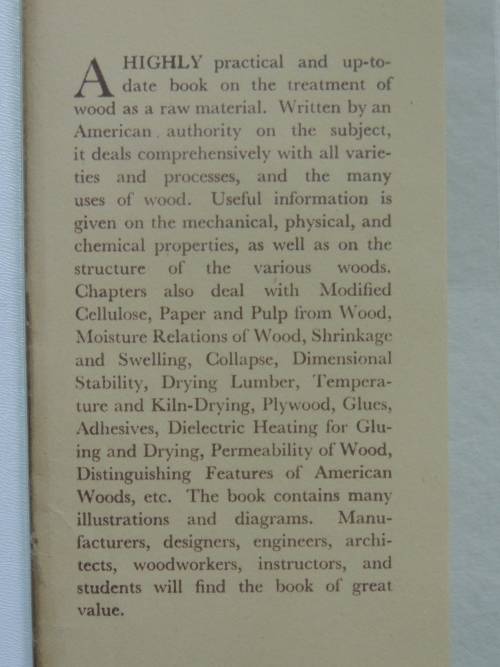 A HIGHLY practical and up-to-
date book on the treatment of
wood as a raw material. Written by an
American authority on the subject,
it deals comprehensively with all varie-
ties and processes, and the many
uses of wood. Useful information is
given on the mechanical, physical, and
chemical properties, as well as on the
structure of the various woods.
Chapters also deal with Modified
Cellulose, Paper and Pulp from Wood,
Moisture Relations of Wood, Shrinkage
and Swelling, Collapse, Dimensional
Stability, Drying Lumber, Tempera-
ture and Kiln-Drying, Plywood, Glues,
Adhesives, Dielectric Heating for Glu-
ing and Drying, Permeability of Wood,
Distinguishing Features of American
Woods, etc. The book contains many
illustrations and diagrams. Manu-
facturers, designers, engineers, archi-
tects, woodworkers, instructors, and
students will find the book of great
value.